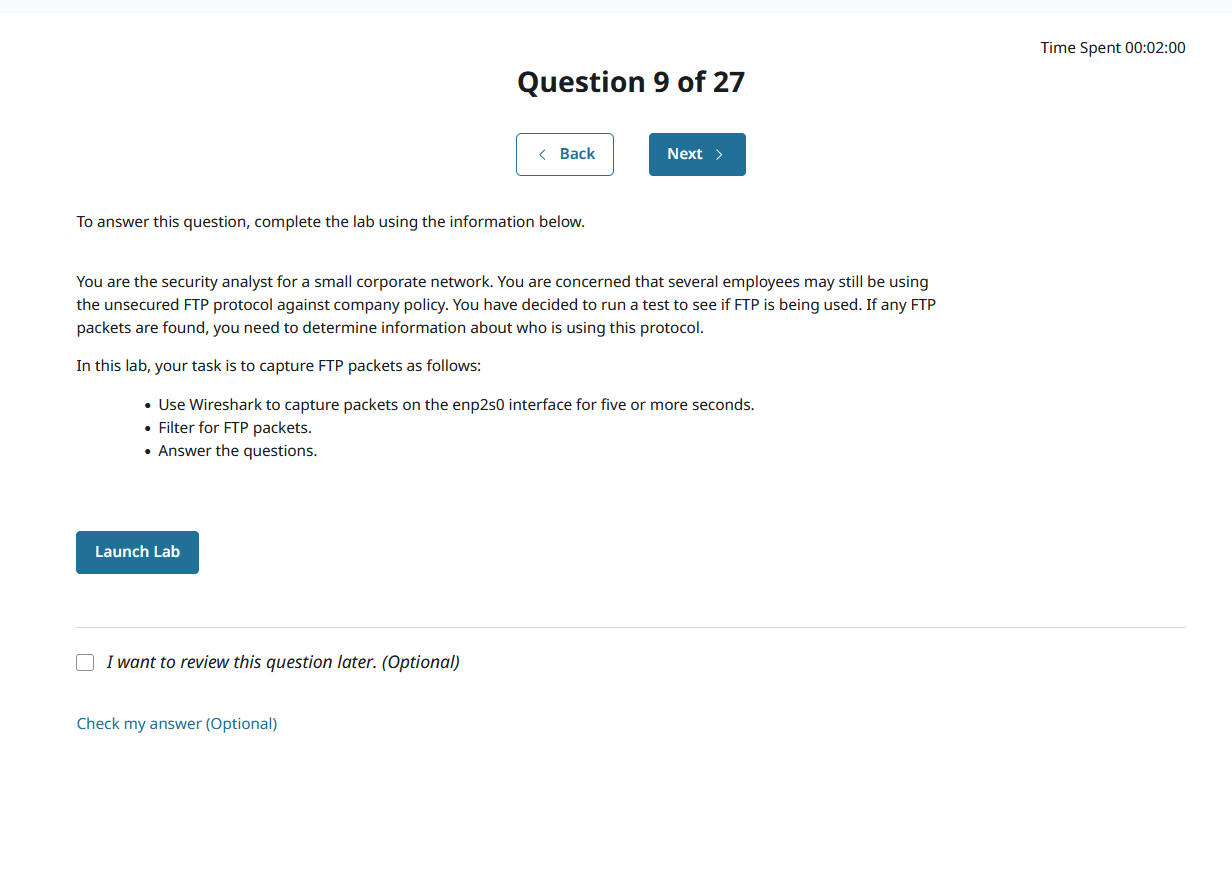 Time Spent 00:02:00
Question 9 of 27
Back
Next
To answer this question, complete the lab using the information below.
You are the security analyst for a small corporate network. You are concerned that several employees may still be using
the unsecured FTP protocol against company policy. You have decided to run a test to see if FTP is being used. If any FTP
packets are found, you need to determine information about who is using this protocol.
In this lab, your task is to capture FTP packets as follows:
• Use Wireshark to capture packets on the enp2s0 interface for five or more seconds.
• Filter for FTP packets.
• Answer the questions.
Launch Lab
I want to review this question later. (Optional)
Check my answer (Optional)